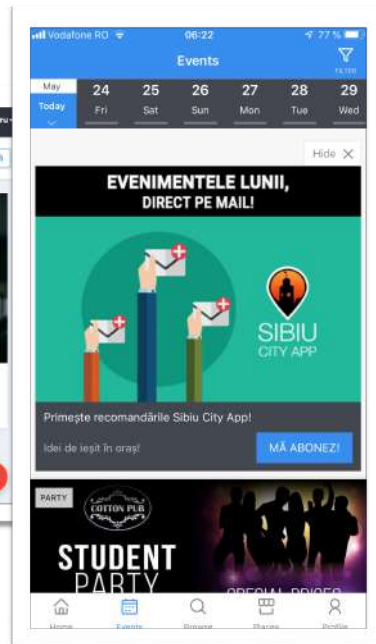 Vodafone RO 06:22 77%
Events
FILTER
May 24 25 26 27 28 29
Today Fri Sat Sun Mon Tue Wed
Hide X
EVENIMENTELE LUNII,
DIRECT PE MAIL!
SIBIU
CITY APP
Primește recomandările Sibiu City App!
Idei de ieșit în oraș!
MĂ ABONEZ!
PARTY
COTTON PUB
STUDENT
PARTY
SPECIAL PRICES
Home Events Browse Places Profile